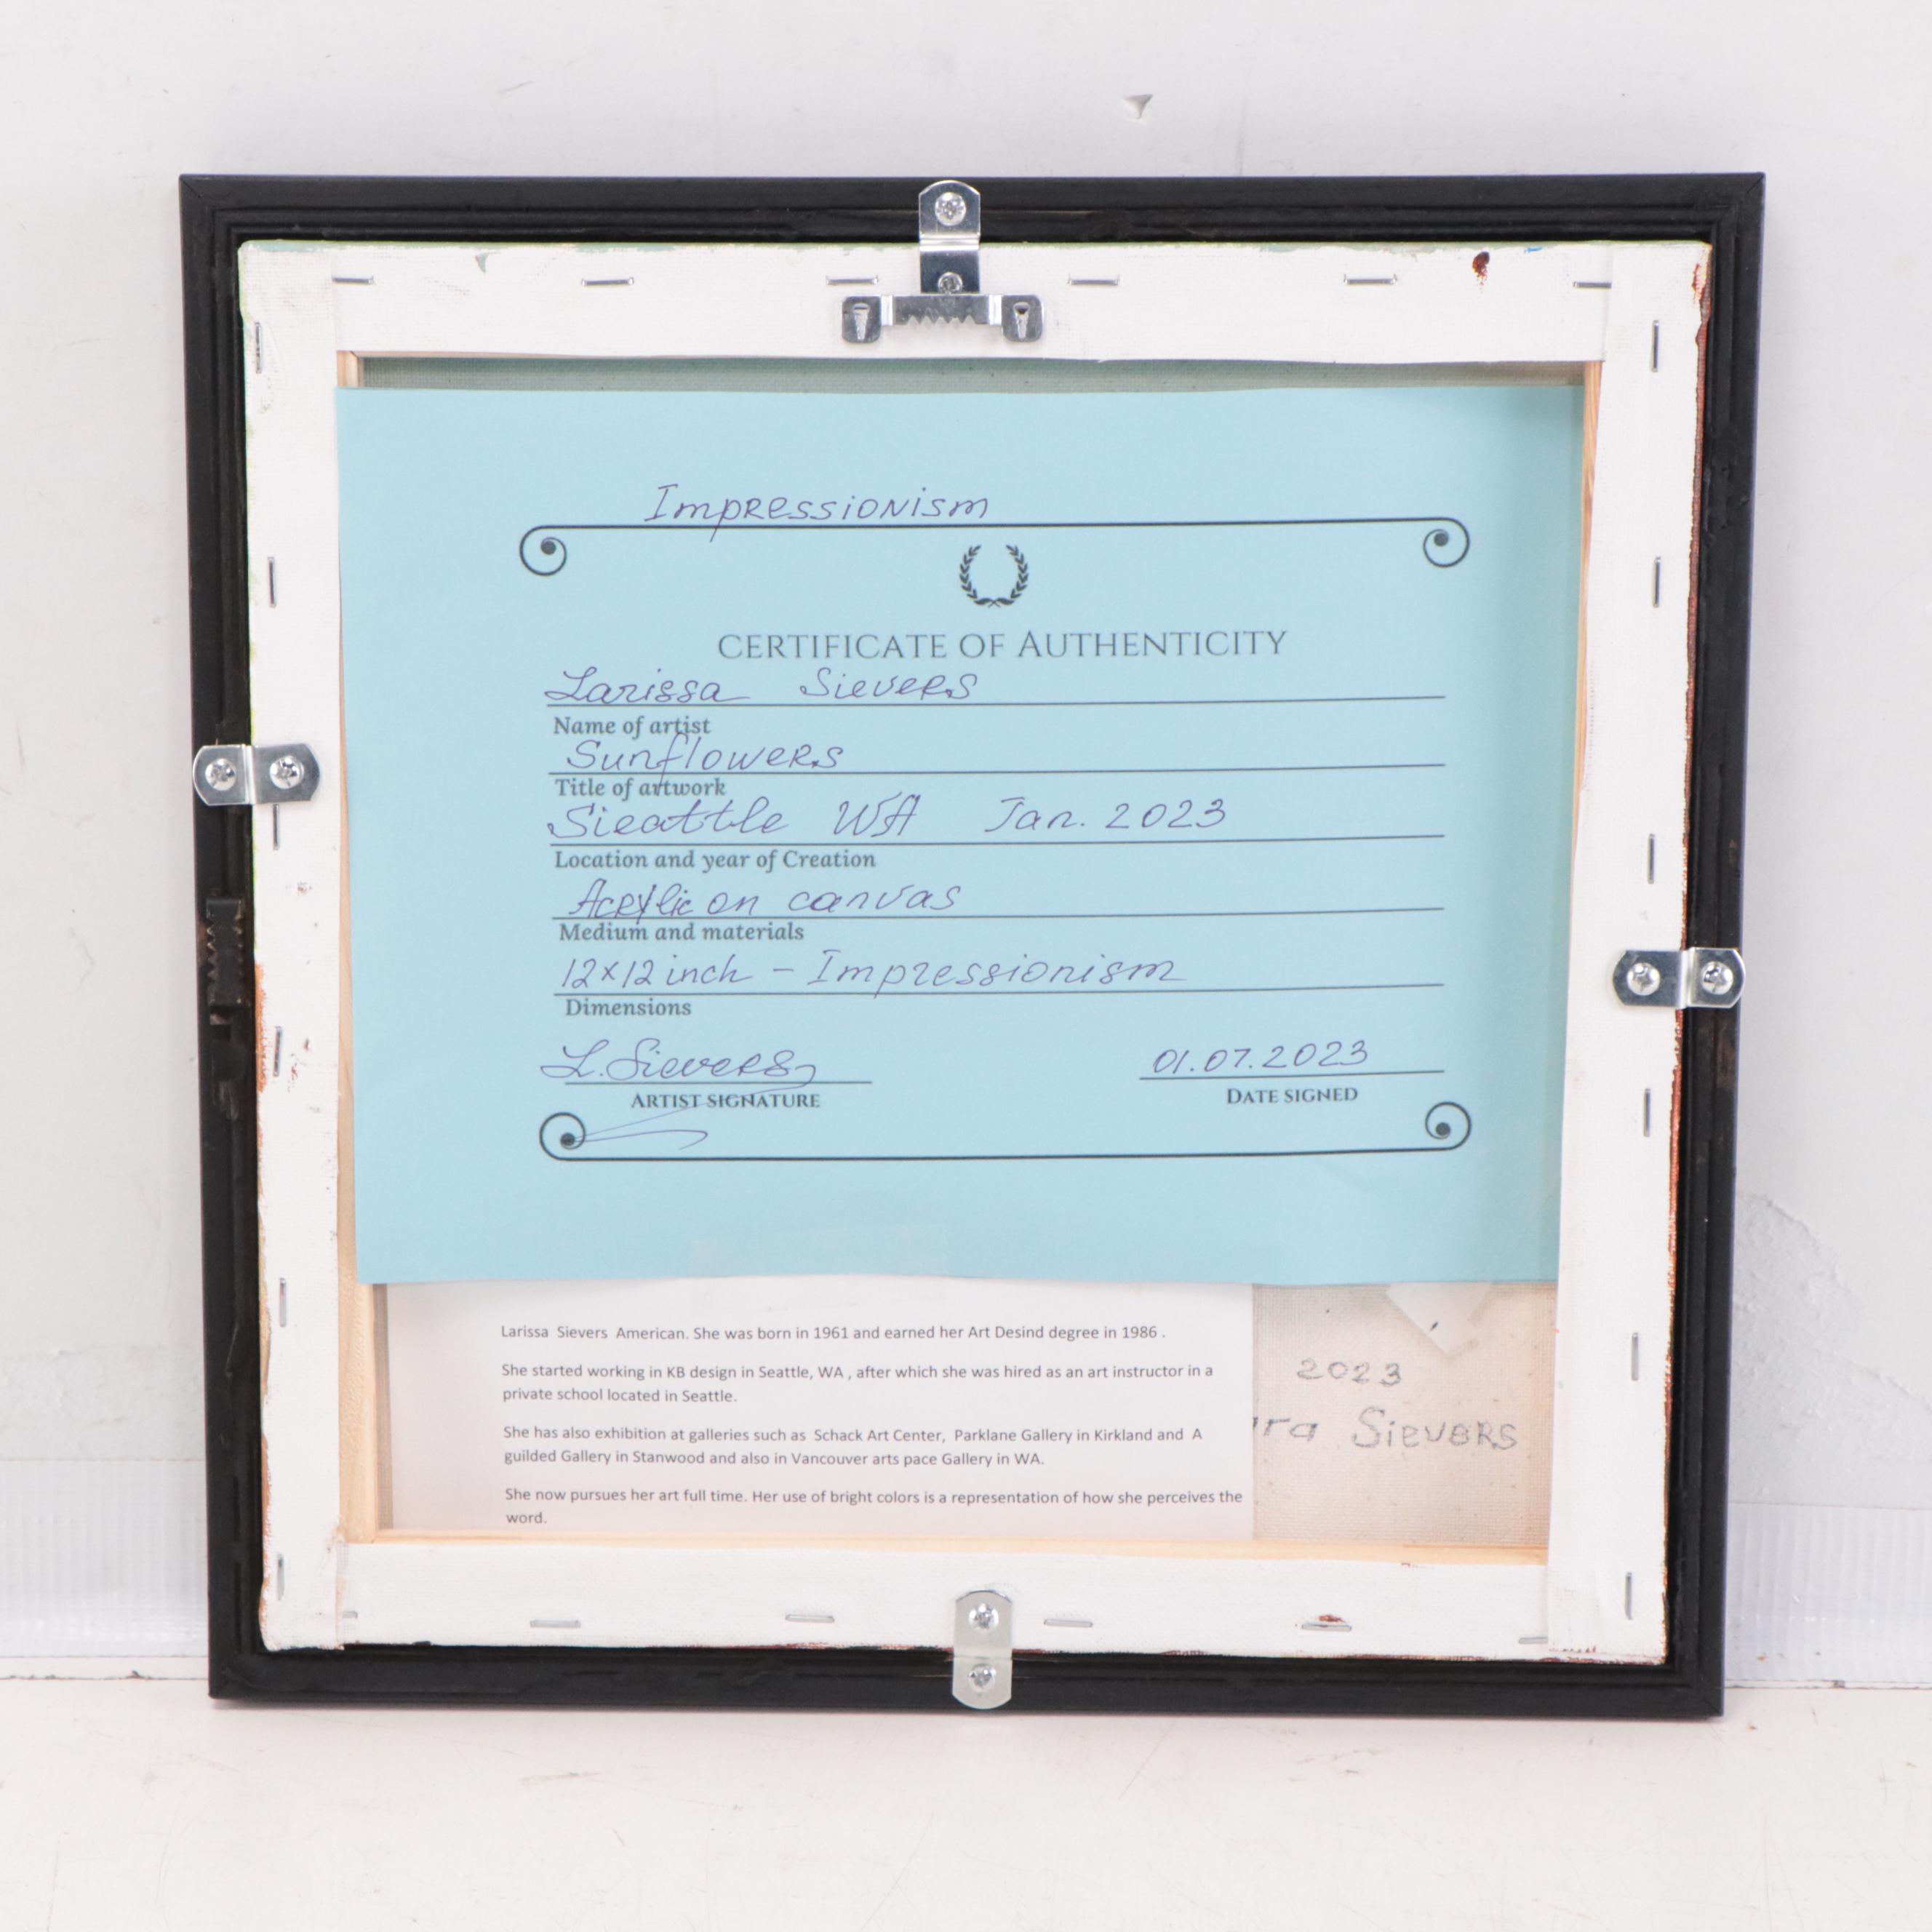 Impressionism
CERTIFICATE OF AUTHENTICITY
Larissa Sievers
Name of artist
Sunflowers
Title of artwork
Sieattle WA Jan. 2023
Location and year of Creation
Acrylic on canvas
Medium and materials
12x12 inch - Impressionism
Dimensions
L. Sievers
ARTIST SIGNATURE
01.07.2023
DATE SIGNED
Larissa Sievers American. She was born in 1961 and earned her Art Desind degree in 1986 .
She started working in KB design in Seattle, WA , after which she was hired as an art instructor in a
private school located in Seattle.
She has also exhibition at galleries such as Schack Art Center, Parklane Gallery in Kirkland and A
guilded Gallery in Stanwood and also in Vancouver arts pace Gallery in WA.
She now pursues her art full time. Her use of bright colors is a representation of how she perceives the
word.
2023
Sievers